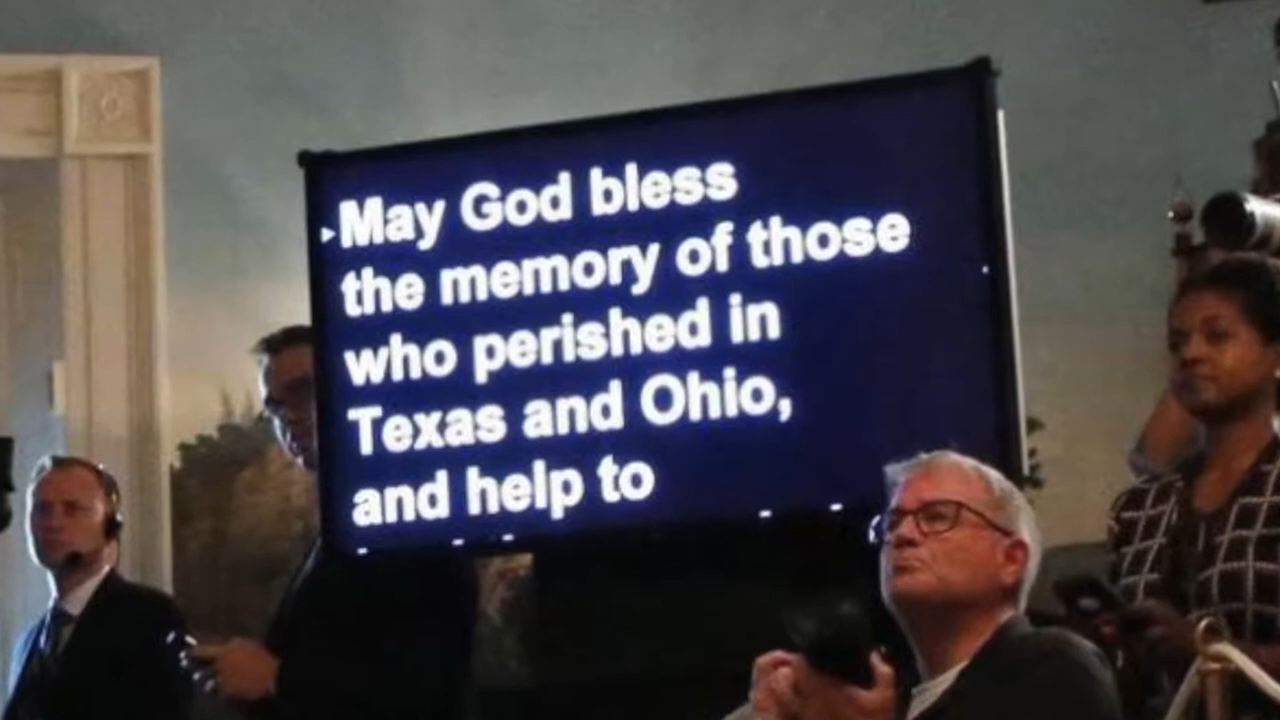 May God bless
the memory of those
who perished in
Texas and Ohio,
and help to